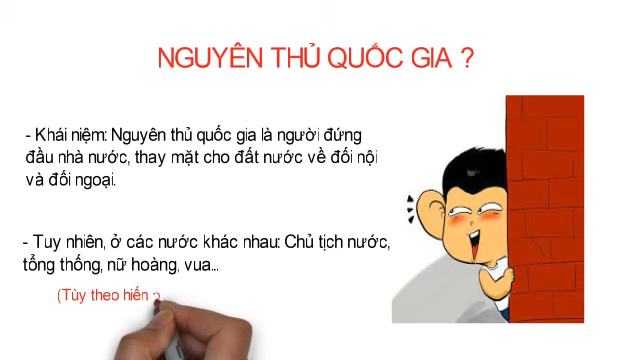 NGUYÊN THỦ QUỐC GIA ?
- Khái niệm: Nguyên thủ quốc gia là người đứng
đầu nhà nước, thay mặt cho đất nước về đối nội
và đối ngoại.
- Tuy nhiên, ở các nước khác nhau: Chủ tịch nước,
tổng thống, nữ hoàng, vua...
(Tùy theo hiến